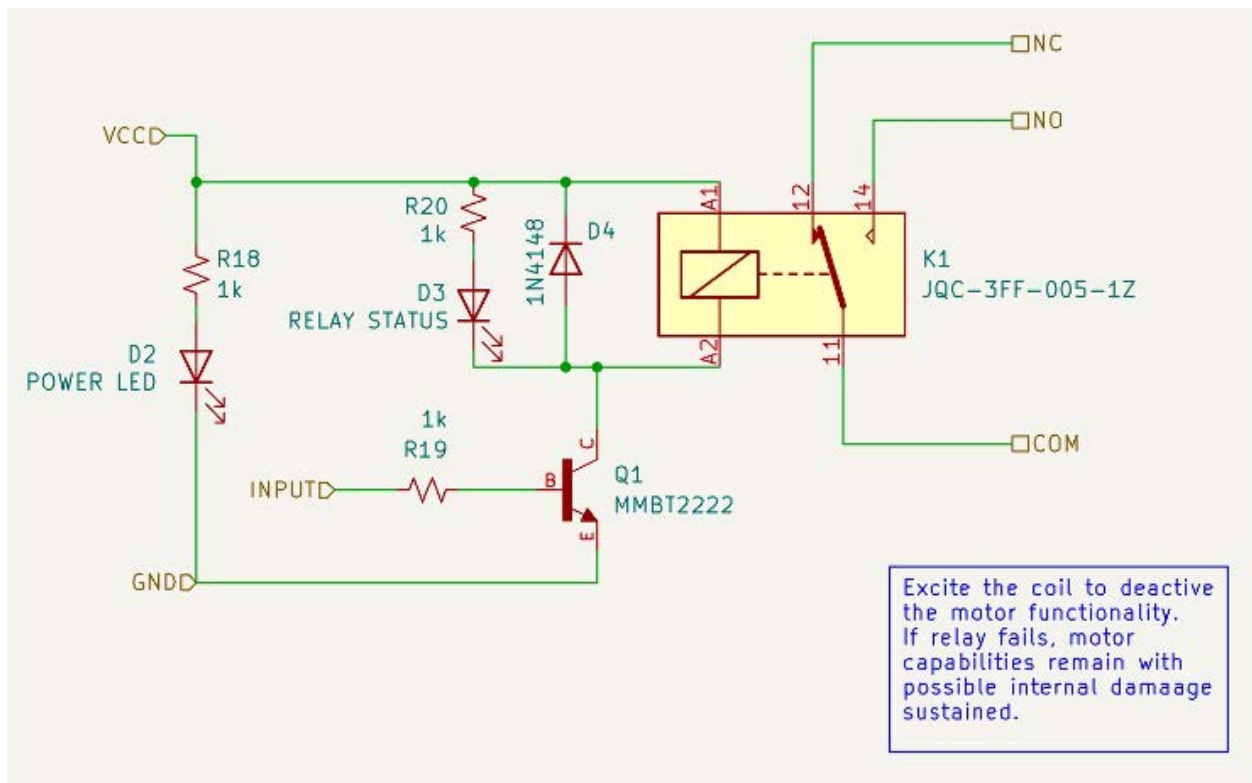 NC
NO
VCC
A1
12
14
R20
1k
D4
1N4148
R18
1k
K1
JQC-3FF-005-1Z
D3
RELAY STATUS
D2
POWER LED
A2
11
1k
R19
C
COM
INPUT
B
Q1
MMBT2222
E
GND
Excite the coil to deactive
the motor functionality.
If relay fails, motor
capabilities remain with
possible internal damaage
sustained.